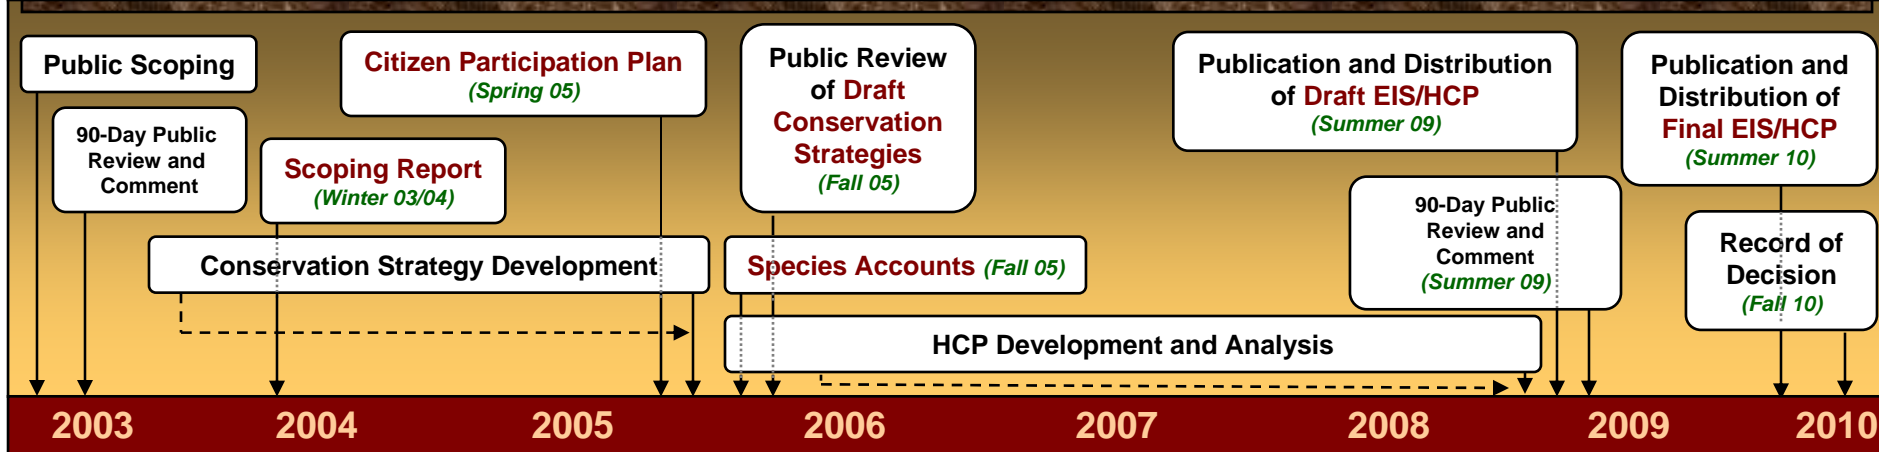 Public Scoping
90-Day Public
Review and
Comment
Citizen Participation Plan
(Spring 05)
Scoping Report
(Winter 03/04)
Conservation Strategy Development
Public Review
of Draft
Conservation
Strategies
(Fall 05)
Species Accounts (Fall 05)
HCP Development and Analysis
Publication and Distribution
of Draft EIS/HCP
(Summer 09)
90-Day Public
Review and
Comment
(Summer 09)
Publication and
Distribution of
Final EIS/HCP
(Summer 10)
Record of
Decision
(Fall 10)
2003 2004 2005 2006 2007 2008 2009 2010